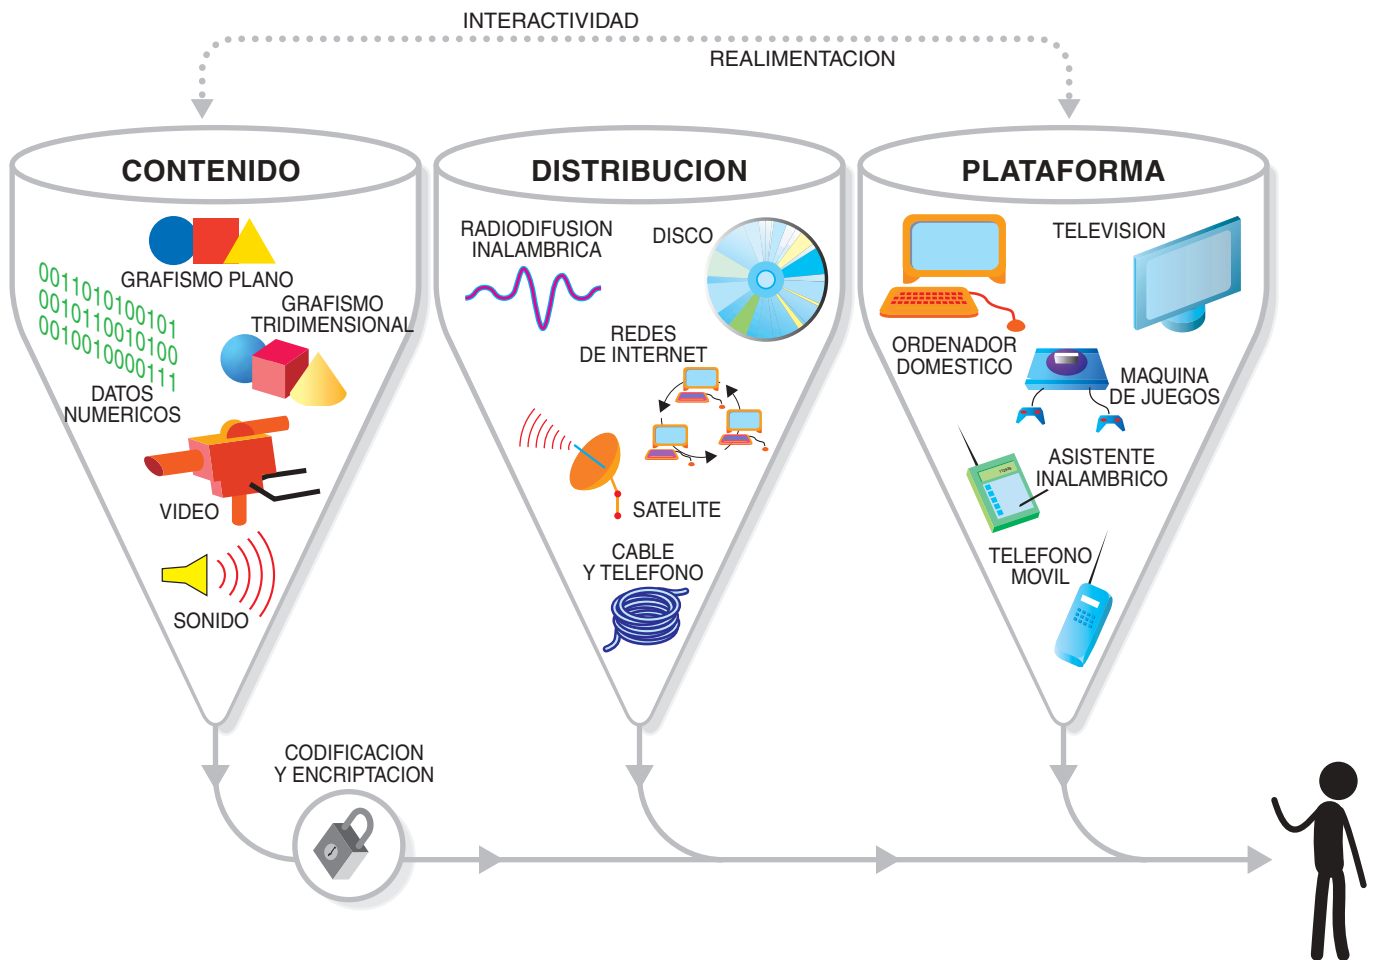 INTERACTIVIDAD
REALIMENTACION
CONTENIDO
GRAFISMO PLANO
001101010100101
0010110010100
0010010000111
GRAFISMO
TRIDIMENSIONAL
DATOS
NUMERICOS
VIDEO
SONIDO
DISTRIBUCION
RADIODIFUSION
INALAMBRICA
DISCO
REDES
DE INTERNET
SATELITE
CABLE
Y TELEFONO
PLATAFORMA
TELEVISION
ORDENADOR
DOMESTICO
MAQUINA
DE JUEGOS
ASISTENTE
INALAMBRICO
TELEFONO
MOVIL
CODIFICACION
Y ENCRIPTACION